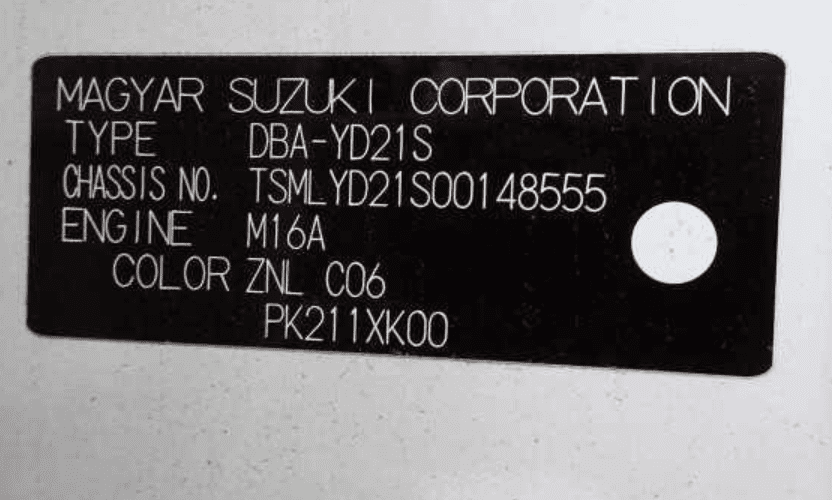 MAGYAR SUZUKI CORPORATION
TYPE DBA-YD21S
CHASSIS NO. TSMLYD21S00148555
ENGINE M16A
COLOR ZNL C06
PK211XK00